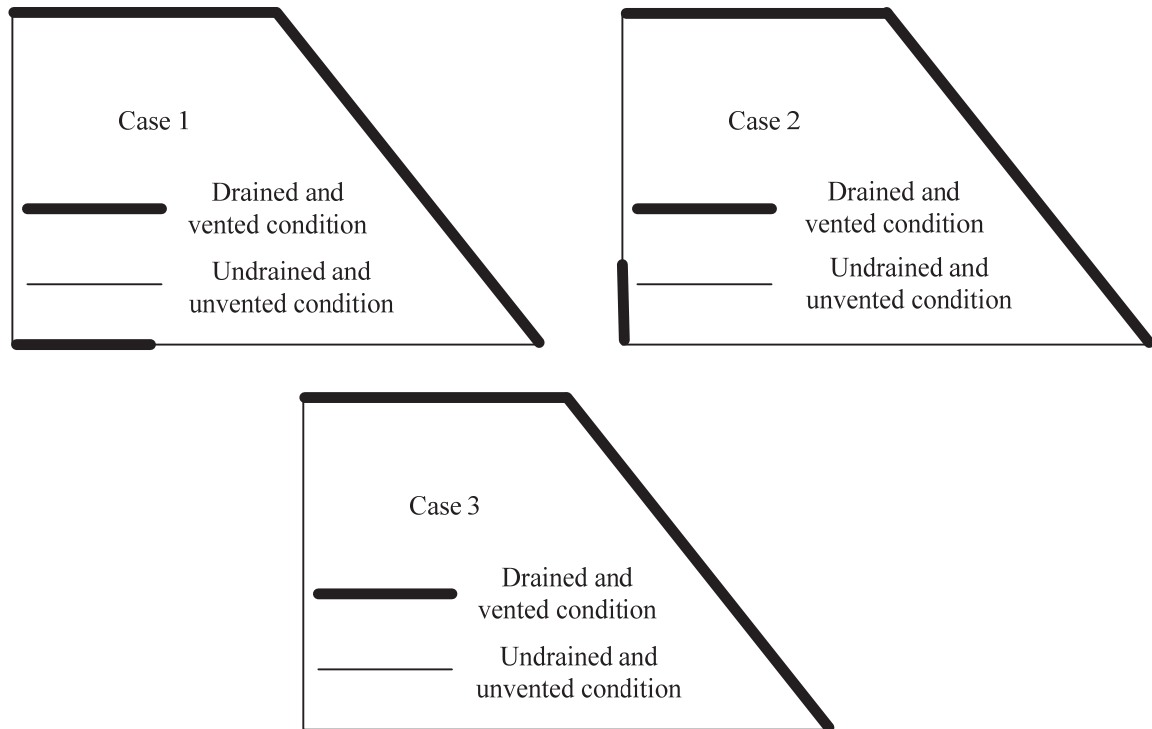 Case 1
Drained and
vented condition
Undrained and
unvented condition
Case 2
Drained and
vented condition
Undrained and
unvented condition
Case 3
Drained and
vented condition
Undrained and
unvented condition